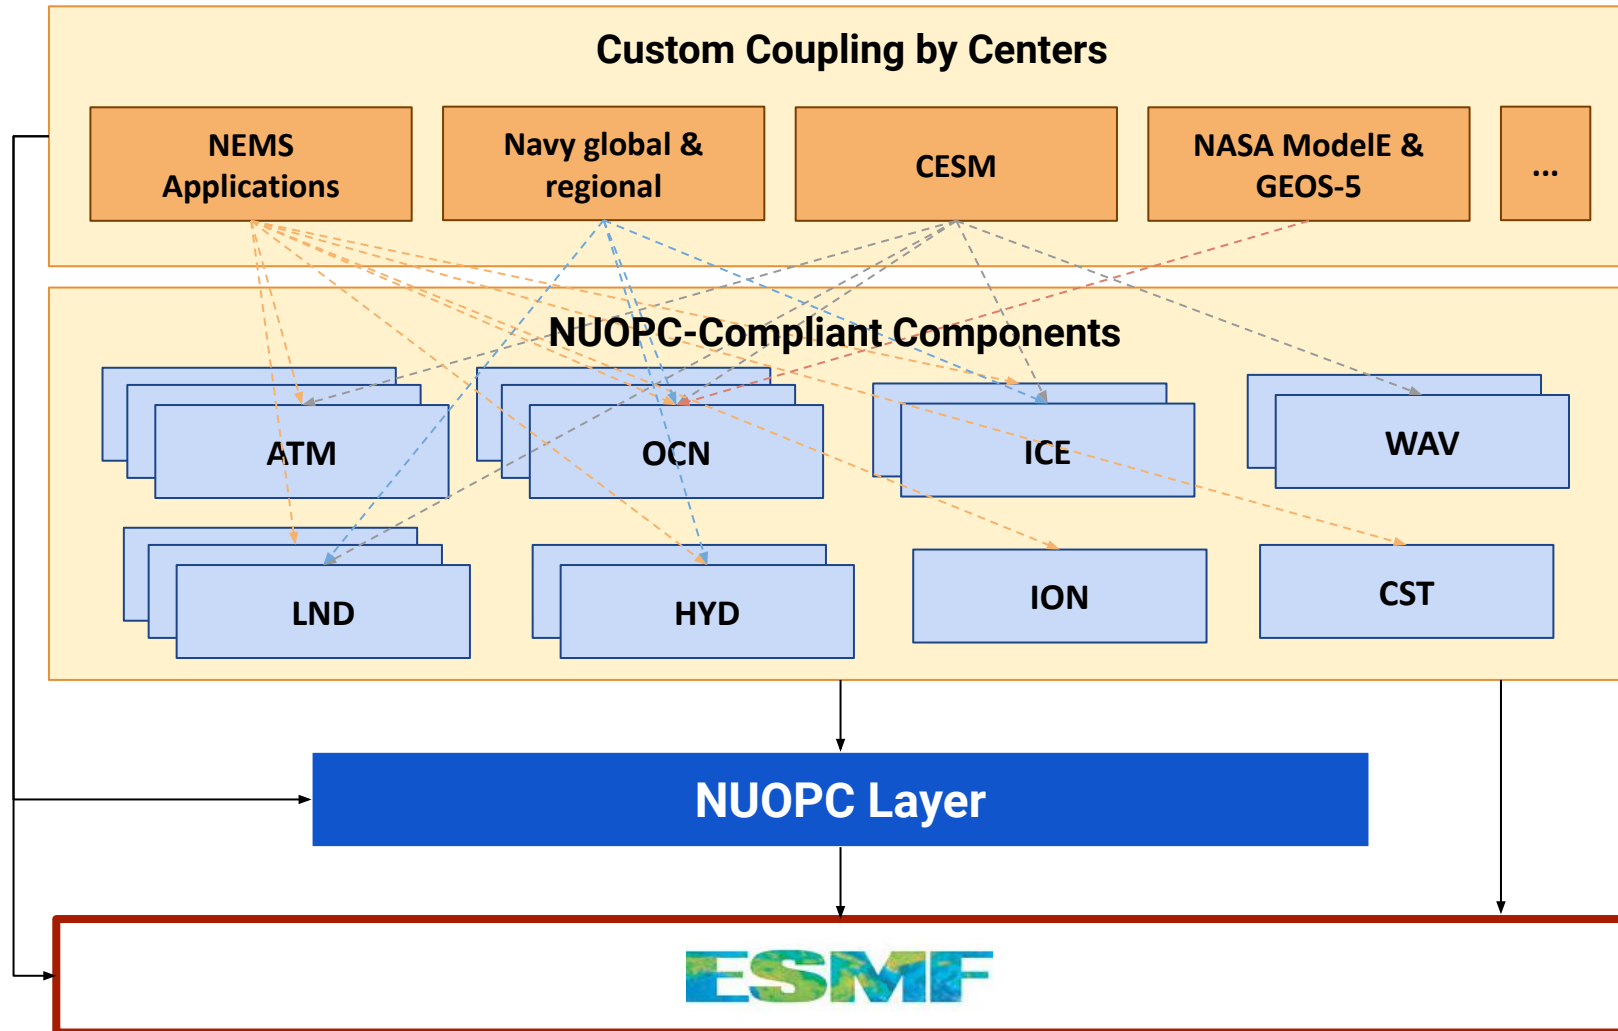 Custom Coupling by Centers
NEMS
Applications
Navy global &
regional
CESM
NASA ModelE &
GEOS-5
...
NUOPC-Compliant Components
ATM
OCN
ICE
WAV
LND
HYD
ION
CST
NUOPC Layer
ESMF